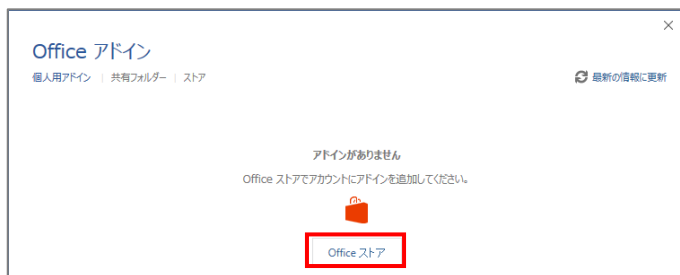 Office アドイン
個人用アドイン | 共有フォルダー | ストア
最新の情報に更新
アドインがありません
Office ストアでアカウントにアドインを追加してください。
Office ストア